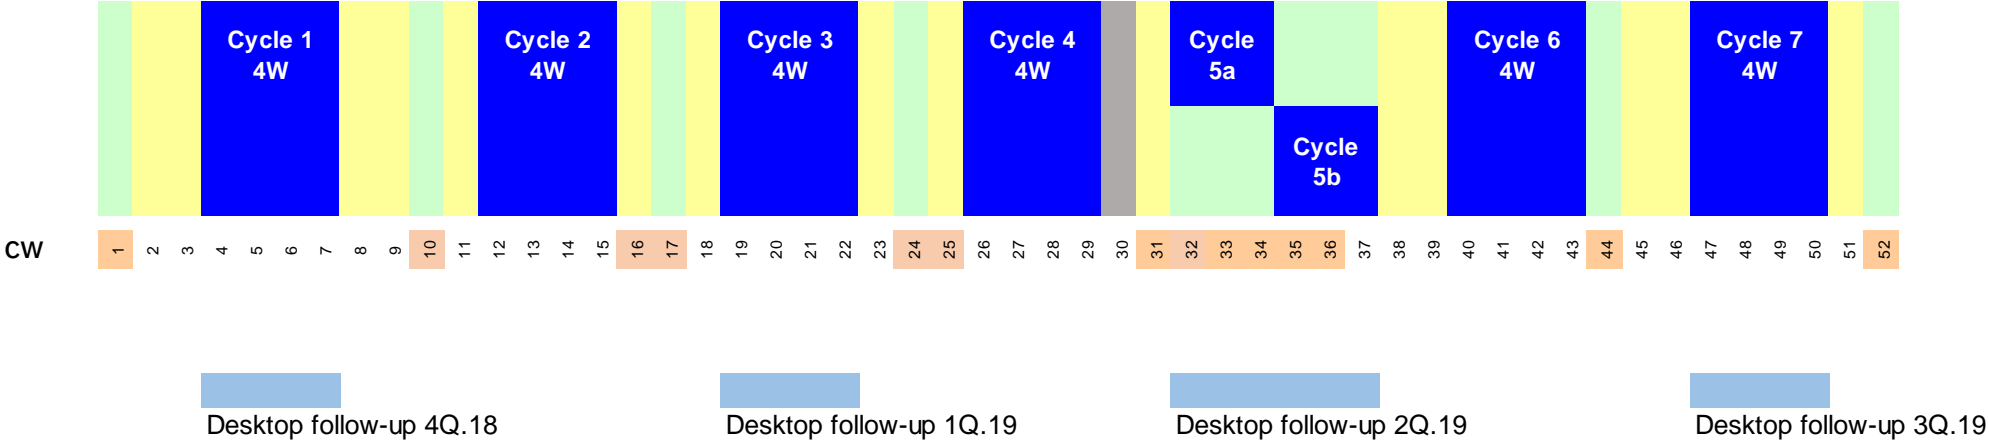 Cycle 1 Cycle 2 Cycle 3 Cycle 4 Cycle Cycle 6 Cycle 7
4W 4W 4W 4W 5a 4W 4W
Cycle
5b
CW 1 2 3 4 5 6 7 8 9 10 11 12 13 14 15 16 17 18 19 20 21 22 23 24 25 26 27 28 29 30 31 32 33 34 35 36 37 38 39 40 41 42 43 44 45 46 47 48 49 50 51 52
Desktop follow-up 4Q.18 Desktop follow-up 1Q.19 Desktop follow-up 2Q.19 Desktop follow-up 3Q.19